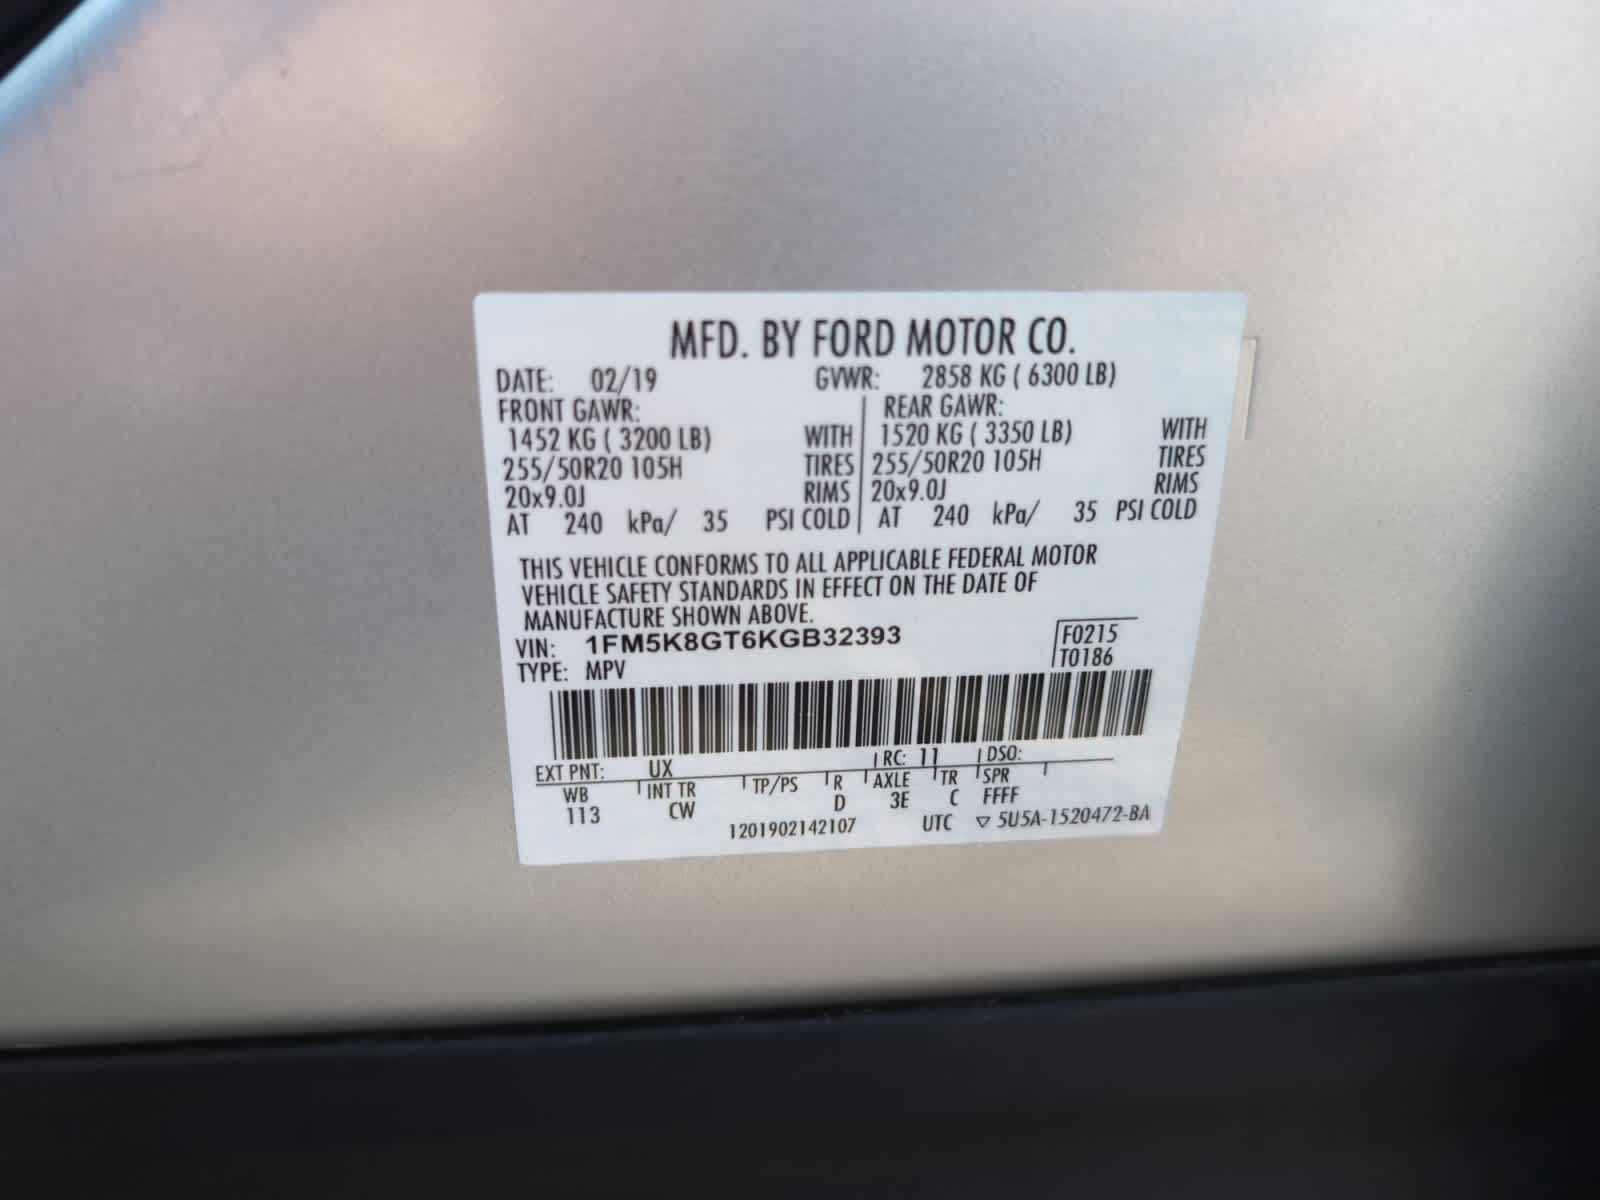 MFD. BY FORD MOTOR CO.
DATE: 02/19 GVWR: 2858 KG ( 6300 LB)
FRONT GAWR: REAR GAWR:
1452 KG ( 3200 LB) WITH 1520 KG ( 3350 LB) WITH
255/50R20 105H TIRES 255/50R20 105H TIRES
20x9.0J RIMS 20x9.0J RIMS
AT 240 kPa/ 35 PSI COLD AT 240 kPa/ 35 PSI COLD
THIS VEHICLE CONFORMS TO ALL APPLICABLE FEDERAL MOTOR
VEHICLE SAFETY STANDARDS IN EFFECT ON THE DATE OF
MANUFACTURE SHOWN ABOVE.
VIN: 1FM5K8GT6KGB32393 F0215
TYPE: MPV T0186
EXT PNT: UX RC: 11 DSO:
WB INT TR TP/PS R AXLE TR SPR
113 CW D 3E C FFFF
1201902142107 UTC ▽ 5U5A-1520472-BA